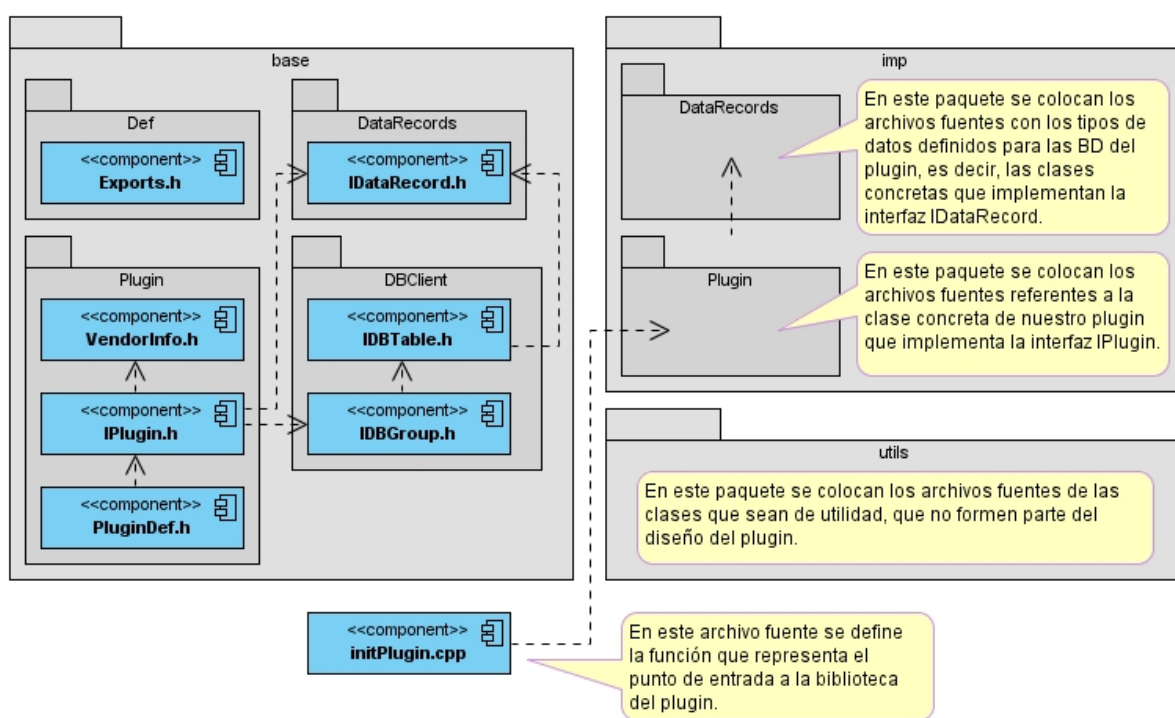 base
Def
<<component>>
Exports.h
DataRecords
<<component>>
IDataRecord.h
Plugin
<<component>>
VendorInfo.h
<<component>>
IPlugin.h
<<component>>
PluginDef.h
DBClient
<<component>>
IDBTable.h
<<component>>
IDBGroup.h
imp
DataRecords
En este paquete se colocan los
archivos fuentes con los tipos de
datos definidos para las BD del
plugin, es decir, las clases
concretas que implementan la
interfaz IDataRecord.
Plugin
En este paquete se colocan los
archivos fuentes referentes a la
clase concreta de nuestro plugin
que implementa la interfaz IPlugin.
utils
En este paquete se colocan los archivos fuentes de las
clases que sean de utilidad, que no formen parte del
diseño del plugin.
<<component>>
initPlugin.cpp
En este archivo fuente se define
la función que representa el
punto de entrada a la biblioteca
del plugin.